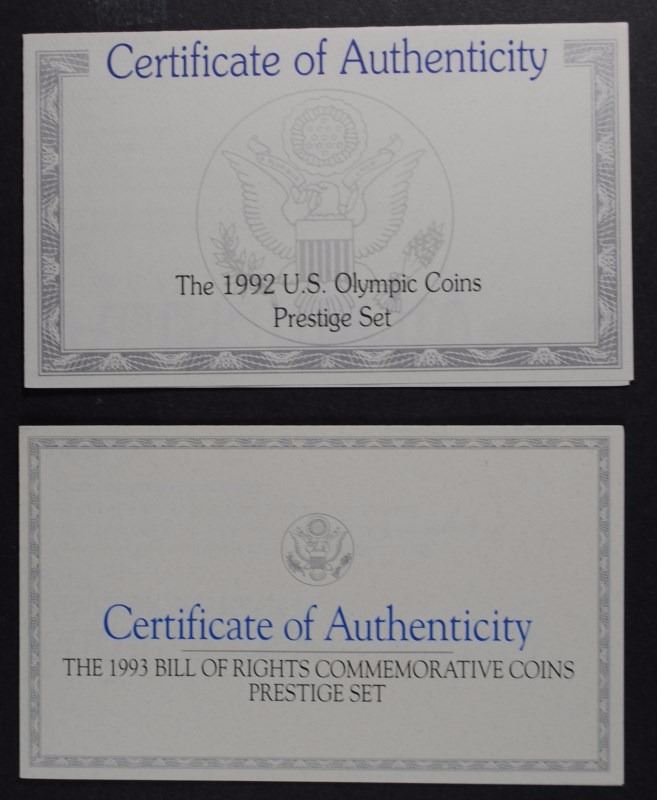 Certificate of Authenticity
The 1992 U.S. Olympic Coins
Prestige Set
Certificate of Authenticity
THE 1993 BILL OF RIGHTS COMMEMORATIVE COINS
PRESTIGE SET